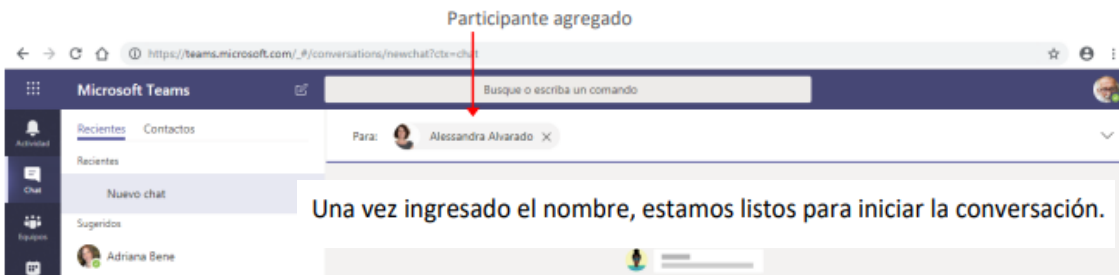 Participante agregado
https://teams.microsoft.com/_#/conversations/newchat?ctx=chat
Microsoft Teams
Busque o escriba un comando
Actividad
Recientes Contactos
Para: Alessandra Alvarado ×
Recientes
Chat
Nuevo chat
Una vez ingresado el nombre, estamos listos para iniciar la conversación.
Equipos
Sugeridos
Adriana Bene